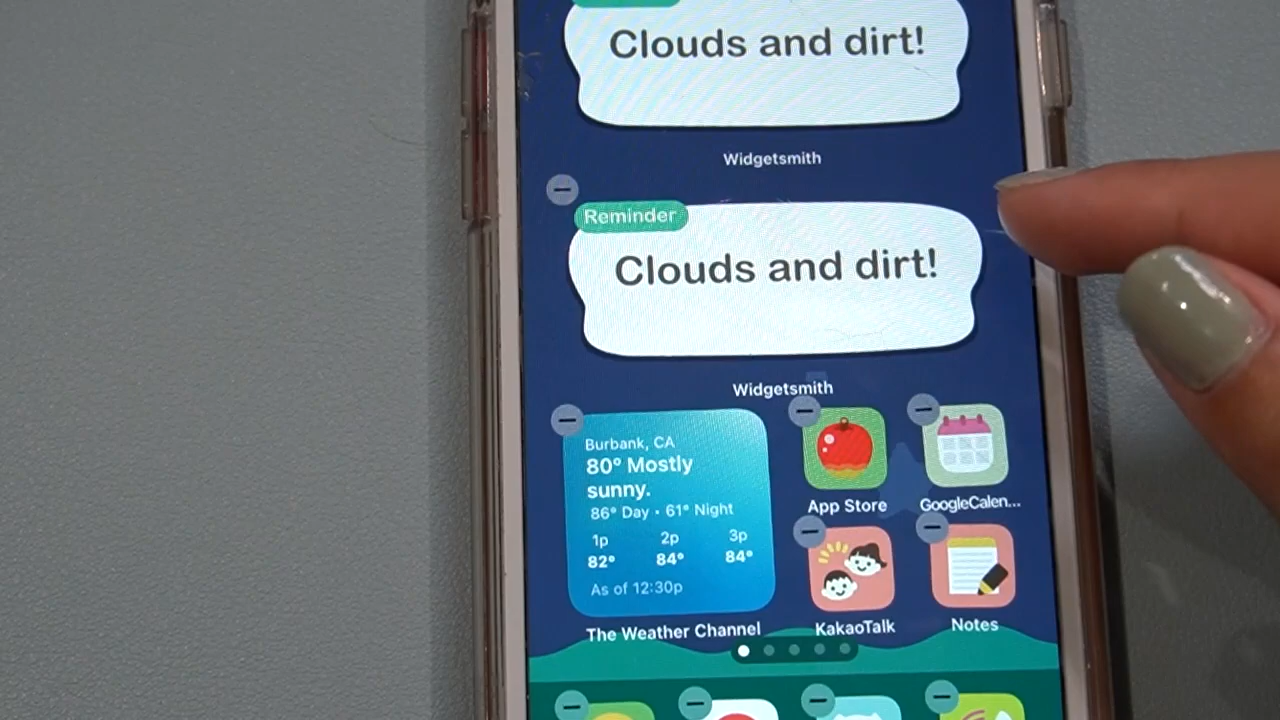 Clouds and dirt!
Widgetsmith
Reminder
Clouds and dirt!
Widgetsmith
Burbank, CA
80° Mostly
sunny.
86° Day • 61° Night
1p 2p 3p
82° 84° 84°
As of 12:30p
The Weather Channel
App Store
GoogleCalen...
KakaoTalk
Notes